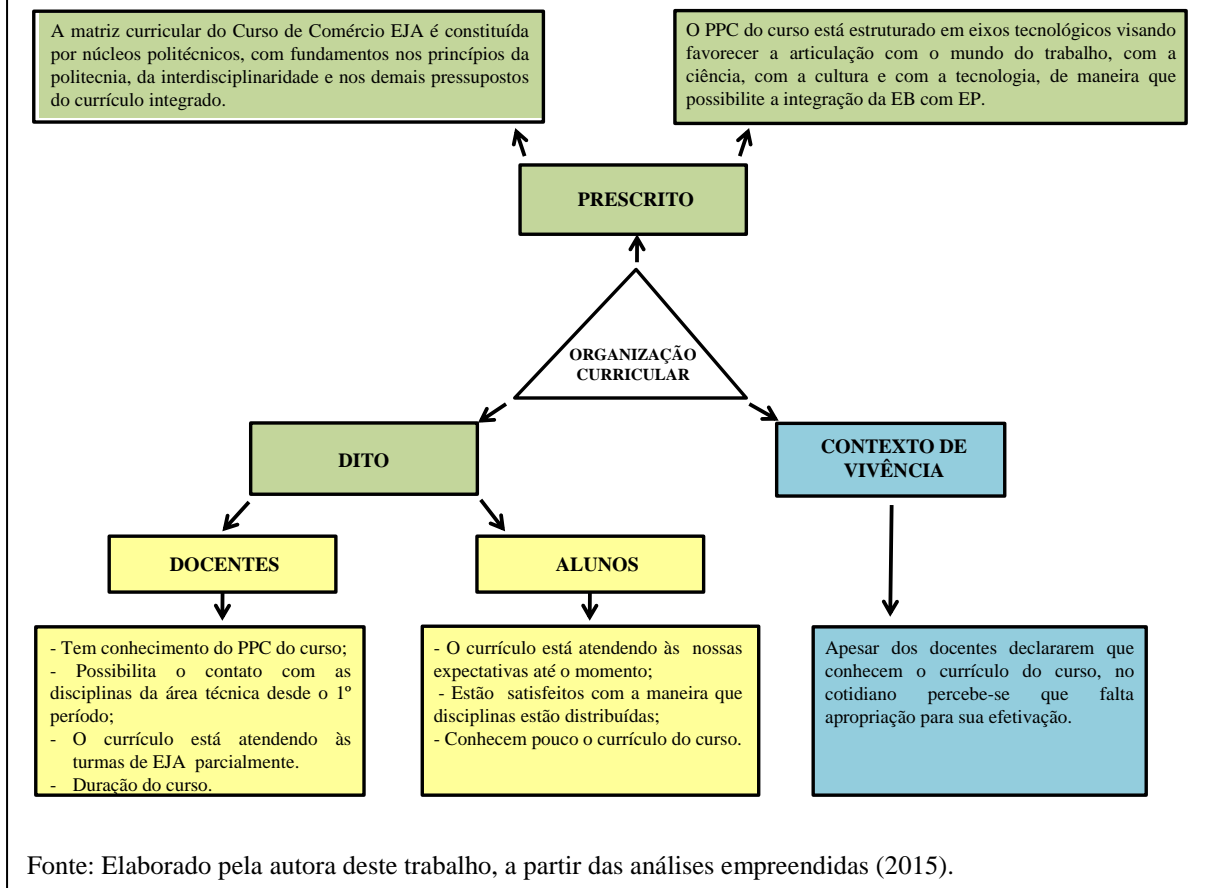 A matriz curricular do Curso de Comércio EJA é constituída
por núcleos politécnicos, com fundamentos nos princípios da
politecnia, da interdisciplinaridade e nos demais pressupostos
do currículo integrado.
O PPC do curso está estruturado em eixos tecnológicos visando
favorecer a articulação com o mundo do trabalho, com a
ciência, com a cultura e com a tecnologia, de maneira que
possibilite a integração da EB com EP.
PRESCRITO
ORGANIZAÇÃO
CURRICULAR
DITO
CONTEXTO DE
VIVÊNCIA
DOCENTES
ALUNOS
- Tem conhecimento do PPC do curso;
- Possibilita o contato com as
disciplinas da área técnica desde o 1º
período;
- O currículo está atendendo às
turmas de EJA parcialmente.
- Duração do curso.
- O currículo está atendendo às nossas
expectativas até o momento;
- Estão satisfeitos com a maneira que
disciplinas estão distribuídas;
- Conhecem pouco o currículo do curso.
Apesar dos docentes declararem que
conhecem o currículo do curso, no
cotidiano percebe-se que falta
apropriação para sua efetivação.
Fonte: Elaborado pela autora deste trabalho, a partir das análises empreendidas (2015).